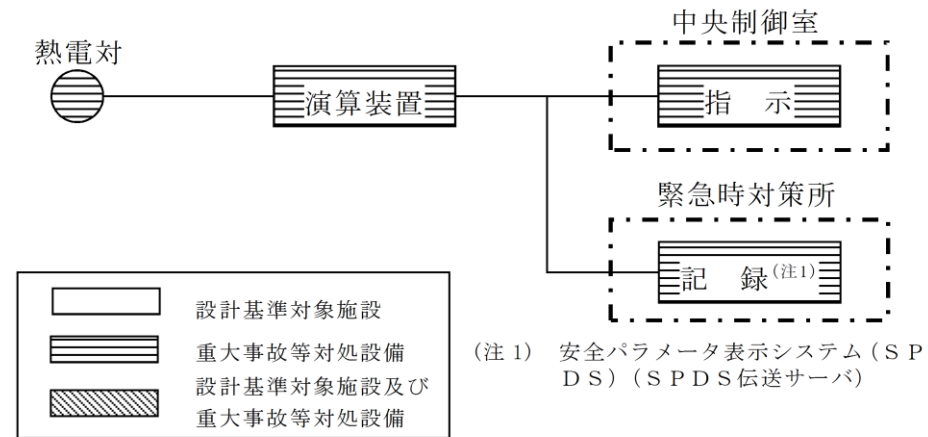 中央制御室
熱電対
演算装置
指 示
緊急時対策所
記 録(注1)
設計基準対象施設
重大事故等対処設備
設計基準対象施設及び
重大事故等対処設備
(注1) 安全パラメータ表示システム(SP
DS)(SPDS伝送サーバ)